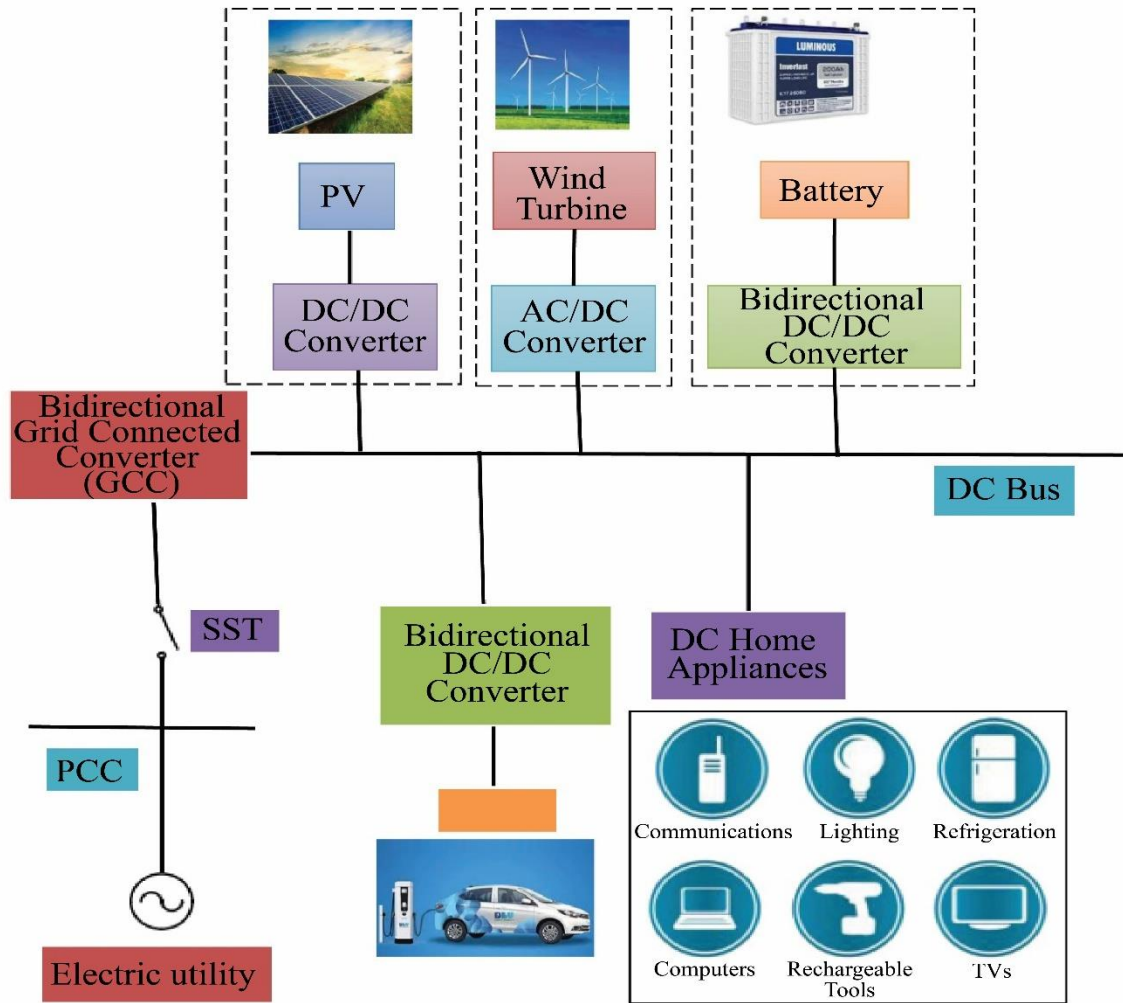 LUMINOUS
PV
Wind
Turbine
Battery
DC/DC
Converter
AC/DC
Converter
Bidirectional
DC/DC
Converter
Bidirectional
Grid Connected
Converter
(GCC)
DC Bus
SST
Bidirectional
DC/DC
Converter
DC Home
Appliances
PCC
Electric utility
Communications
Lighting
Refrigeration
Computers
Rechargeable
Tools
TVs